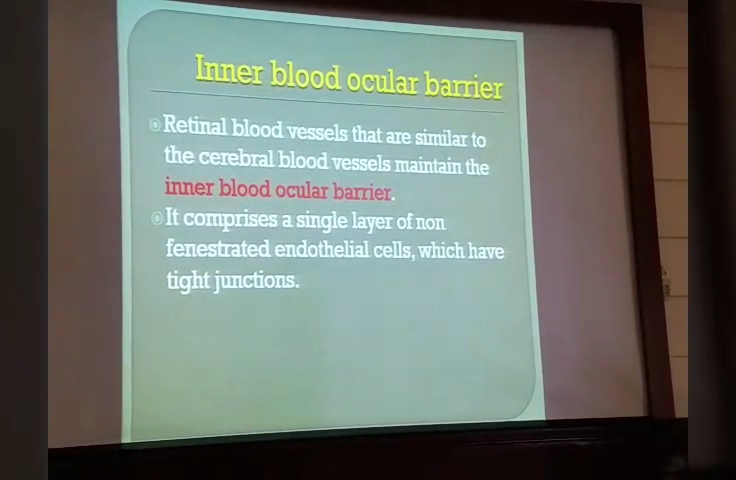 Inner blood ocular barrier
Retinal blood vessels that are similar to
the cerebral blood vessels maintain the
inner blood ocular barrier.
It comprises a single layer of non
fenestrated endothelial cells, which have
tight junctions.